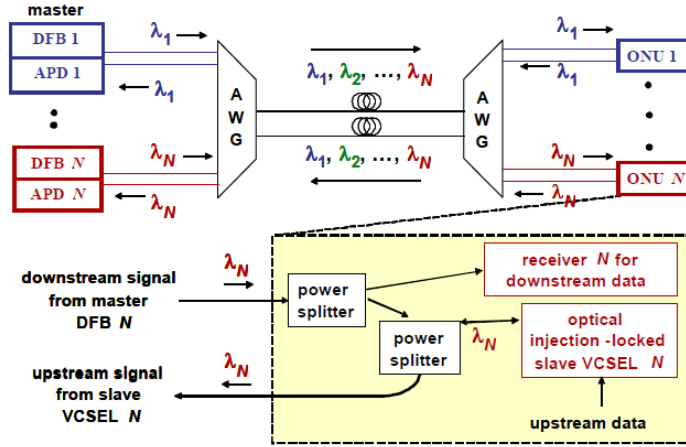 master
DFB 1
APD 1
λ1
λ1
DFB N
APD N
λN
λN
A
W
G
λ1, λ2, ..., λN
λ1, λ2, ..., λN
A
W
G
λ1
λ1
ONU 1
λN
λN
ONU N
downstream signal
from master
DFB N
λN
power
splitter
receiver N for
downstream data
power
splitter
λN
optical
injection -locked
slave VCSEL N
upstream signal
from slave
VCSEL N
λN
upstream data